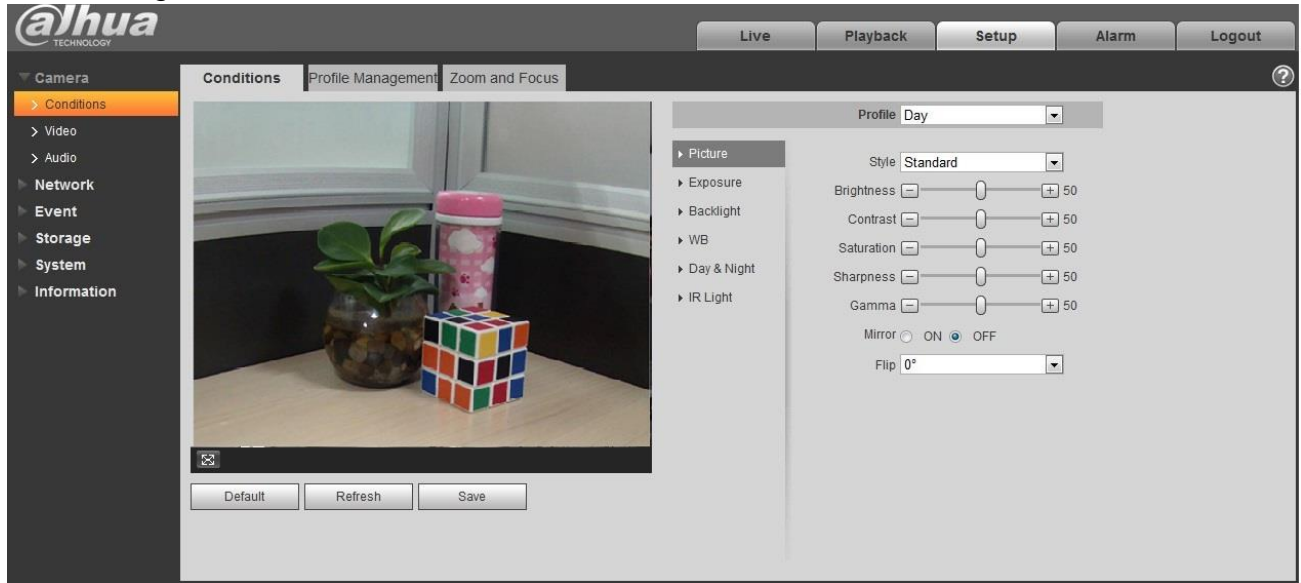 alhua
TECHNOLOGY
Live
Playback
Setup
Alarm
Logout
Camera
Conditions
Video
Audio
Network
Event
Storage
System
Information
Conditions
Profile Management
Zoom and Focus
?
Default
Refresh
Save
Profile Day
Picture
Exposure
Backlight
WB
Day & Night
IR Light
Style Standard
Brightness 50
Contrast 50
Saturation 50
Sharpness 50
Gamma 50
Mirror ON OFF
Flip 0°